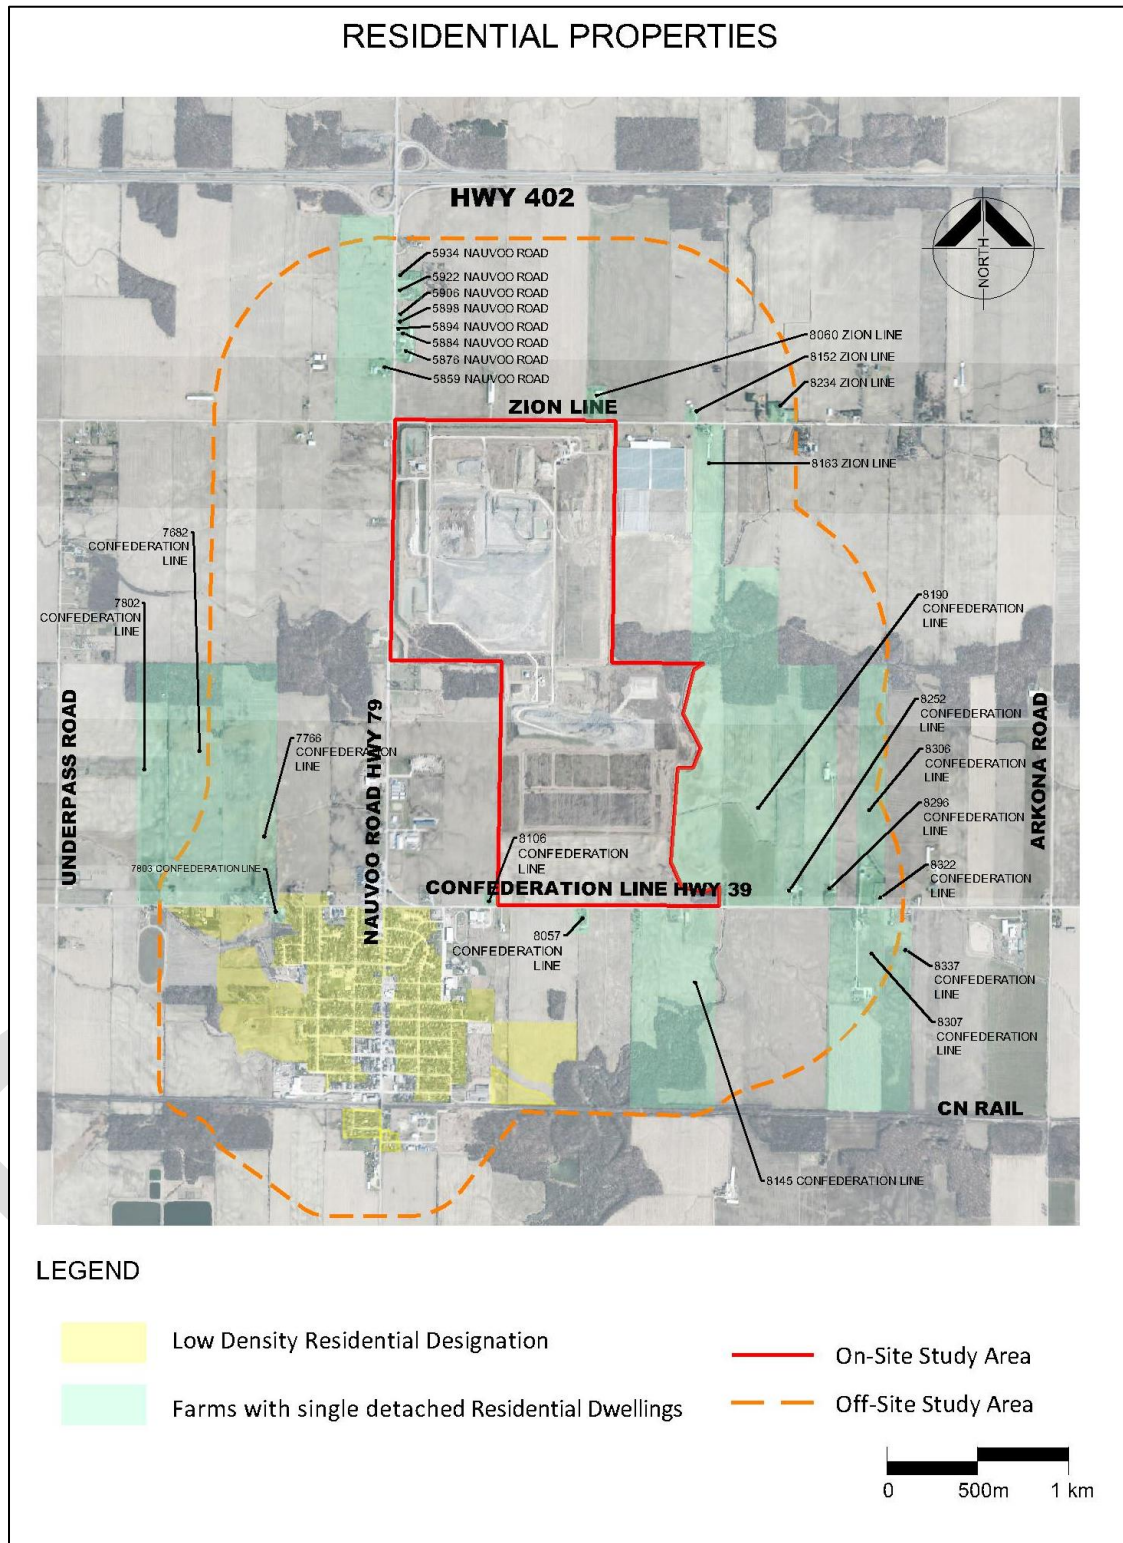 RESIDENTIAL PROPERTIES
HWY 402
NORTH
5934 NAUVOO ROAD
5922 NAUVOO ROAD
5906 NAUVOO ROAD
5898 NAUVOO ROAD
5894 NAUVOO ROAD
5884 NAUVOO ROAD
5876 NAUVOO ROAD
5859 NAUVOO ROAD
8060 ZION LINE
8152 ZION LINE
8234 ZION LINE
ZION LINE
8163 ZION LINE
7682
CONFEDERATION
LINE
7802
CONFEDERATION
LINE
8190
CONFEDERATION
LINE
UNDERPASS ROAD
NAUVOO ROAD HWY 79
ARKONA ROAD
7766
CONFEDERATION
LINE
8252
CONFEDERATION
LINE
8306
CONFEDERATION
LINE
8296
CONFEDERATION
LINE
8106
CONFEDERATION
LINE
7803 CONFEDERATION LINE
8322
CONFEDERATION
LINE
CONFEDERATION LINE HWY 39
8057
CONFEDERATION
LINE
8337
CONFEDERATION
LINE
8307
CONFEDERATION
LINE
CN RAIL
8145 CONFEDERATION LINE
LEGEND
Low Density Residential Designation
Farms with single detached Residential Dwellings
On-Site Study Area
Off-Site Study Area
0 500m 1 km